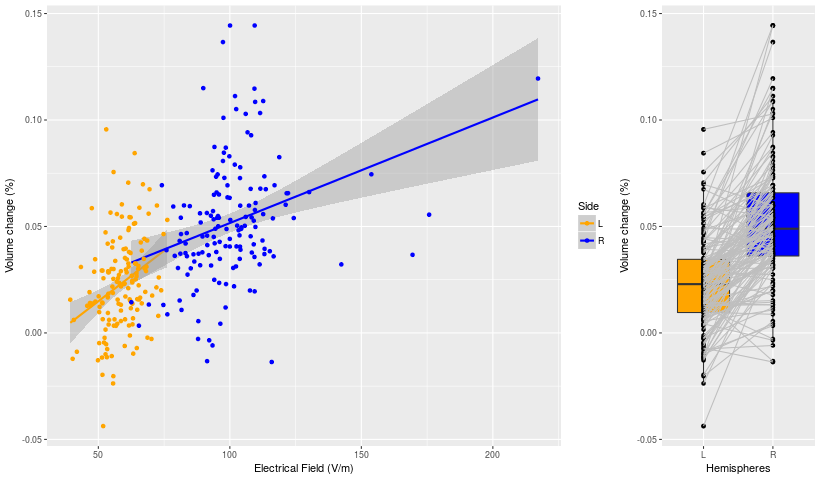 0.15
0.10
0.05
0.00
-0.05
Volume change (%)
50
100
150
200
Electrical Field (V/m)
Side
L
R
0.15
0.10
0.05
0.00
-0.05
Volume change (%)
L
R
Hemispheres